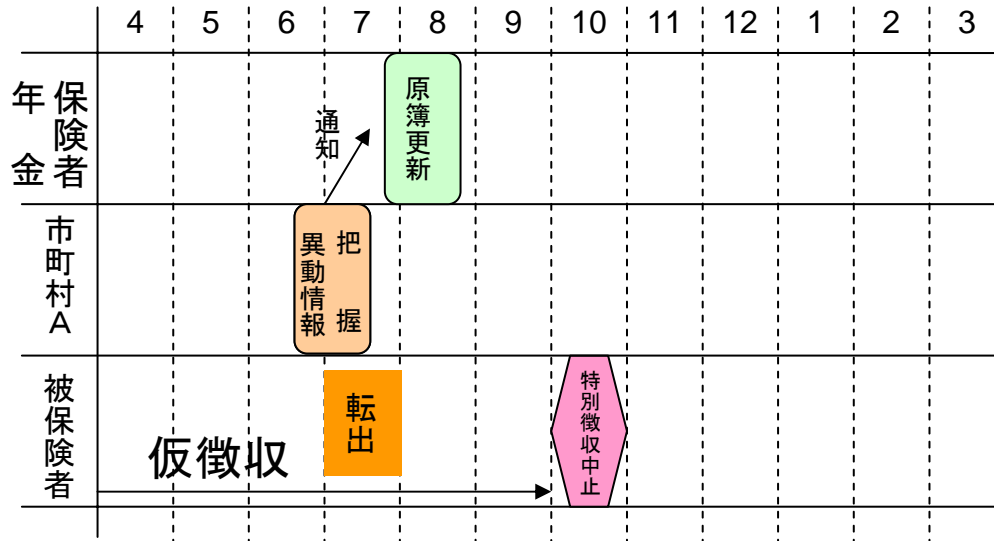 4 5 6 7 8 9 10 11 12 1 2 3
年金
保険者
通知
原簿更新
市町村A
異動情報
把握
被保険者
仮徴収
転出
特別徴収中止